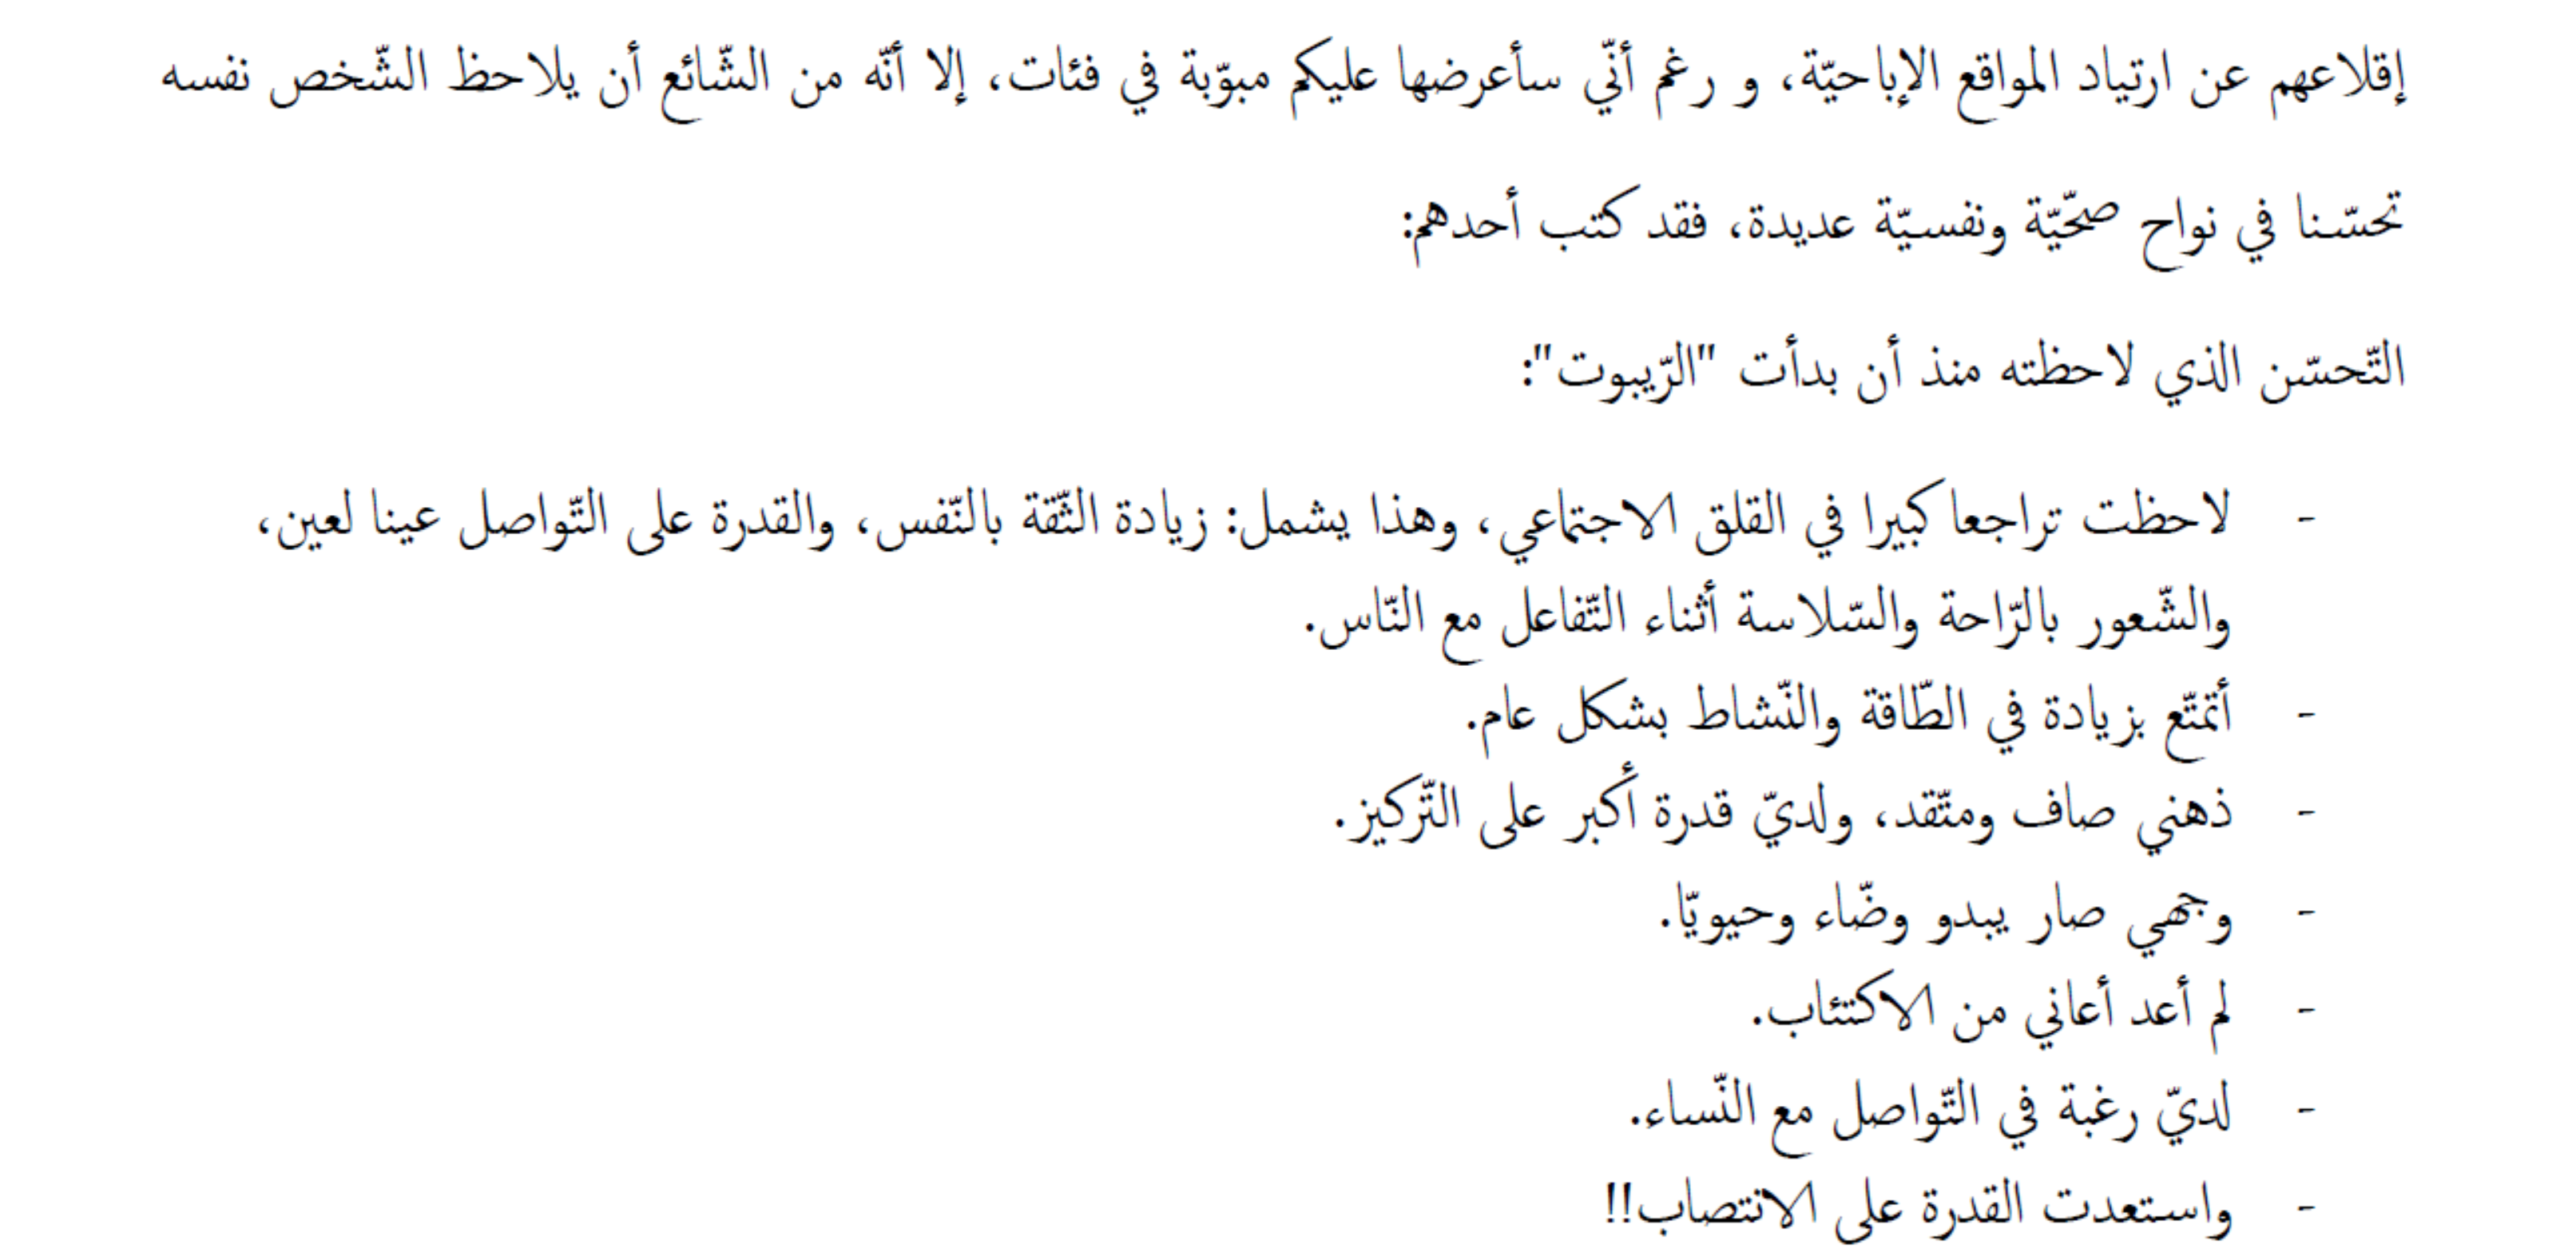 إقلاعهم عن ارتياد المواقع الإباحيّة، و رغم أنّي سأعرضها عليكم مبوّبة في فئات، إلا أنّه من الشّائع أن يلاحظ الشّخص نفسه
تحسّنا في نواح صحّيّة ونفسيّة عديدة، فقد كتب أحدهم:
التّحسّن الذي لاحظته منذ أن بدأت "الرّيبوت":
- لاحظت تراجعا كبيرا في القلق الاجتماعي، وهذا يشمل: زيادة الثّقة بالنّفس، والقدرة على التّواصل عينا لعين،
والشّعور بالرّاحة والسّلاسة أثناء التّفاعل مع النّاس.
- أتمتّع بزيادة في الطّاقة والنّشاط بشكل عام.
- ذهني صاف ومتّقد، ولديّ قدرة أكبر على التّركيز.
- وجهي صار يبدو وضّاء وحيويّا.
- لم أعد أعاني من الاكتئاب.
- لديّ رغبة في التّواصل مع النّساء.
- واستعدت القدرة على الانتصاب!!